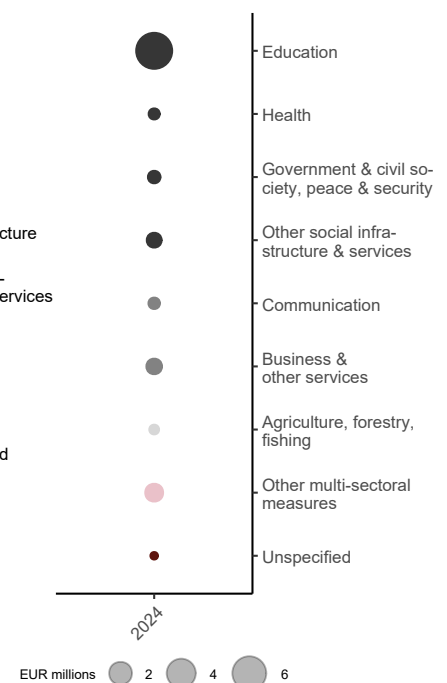 Education
Health
Government & civil so-
ciety, peace & security
Other social infra-
structure & services
cture
-
ervices
Communication
Business &
other services
Agriculture, forestry,
fishing
d
Other multi-sectoral
measures
Unspecified
2024
EUR millions 2 4 6